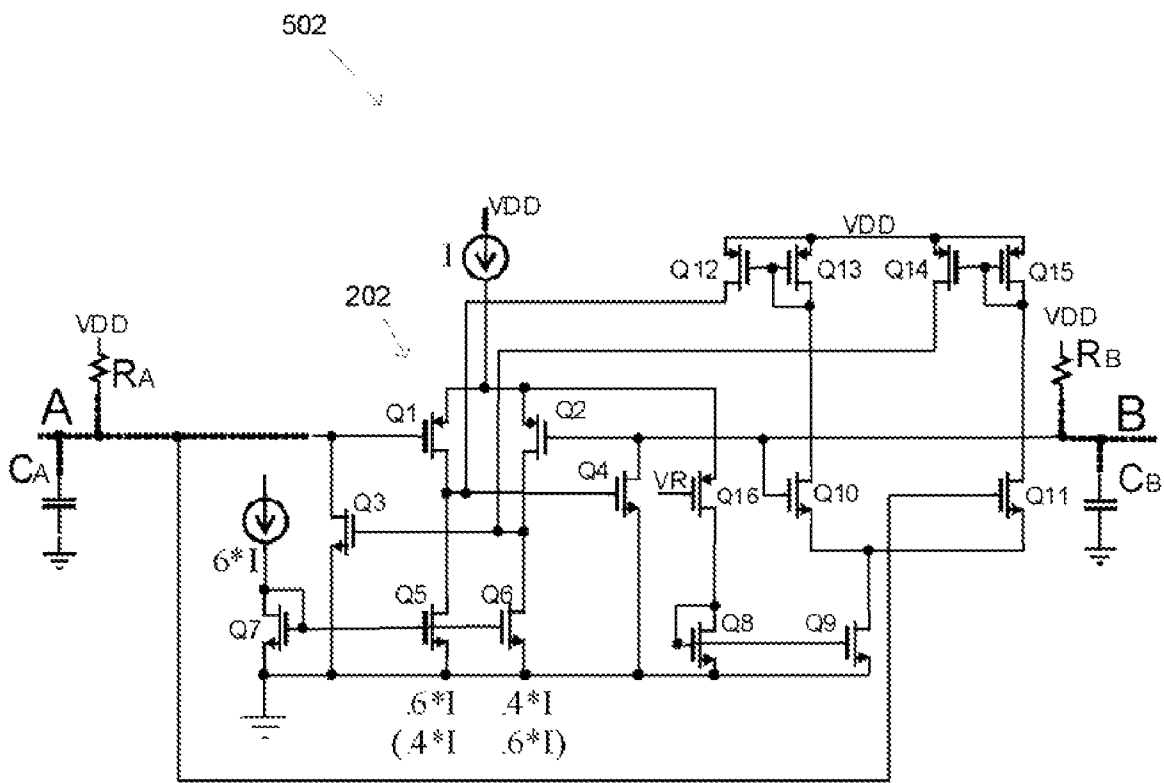 502
VDD
VDD
I
Q12
Q13
Q14
Q15
202
VDD
VDD
RA
RB
A
Q1
Q2
B
CA
Q4
VR
Q16
Q10
Q11
CB
Q3
6*I
Q5
Q6
Q7
Q8
Q9
.6*I
.4*I
(.4*I
.6*I)